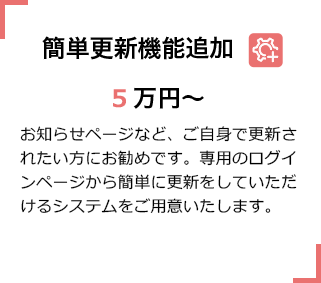 簡単更新機能追加
5万円～
お知らせページなど、ご自身で更新さ
れたい方にお勧めです。専用のログイ
ンページから簡単に更新をしていただ
けるシステムをご用意いたします。